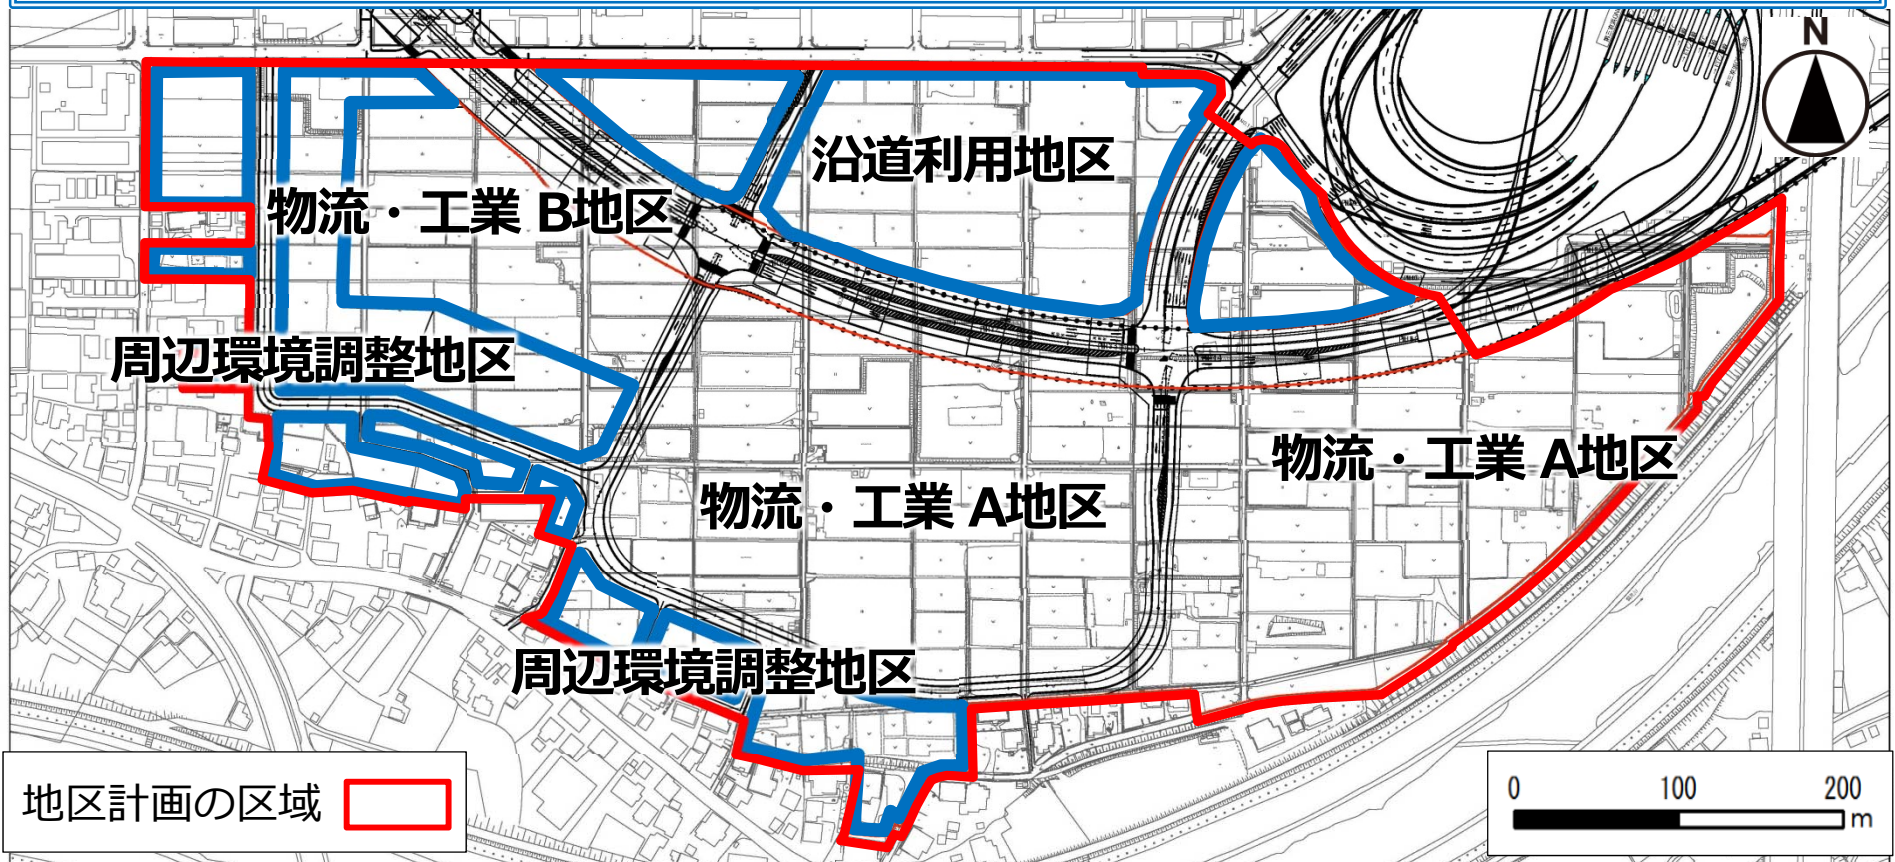 N
沿道利用地区
物流・工業 B地区
周辺環境調整地区
物流・工業 A地区
物流・工業 A地区
周辺環境調整地区
地区計画の区域
0 100 200
m